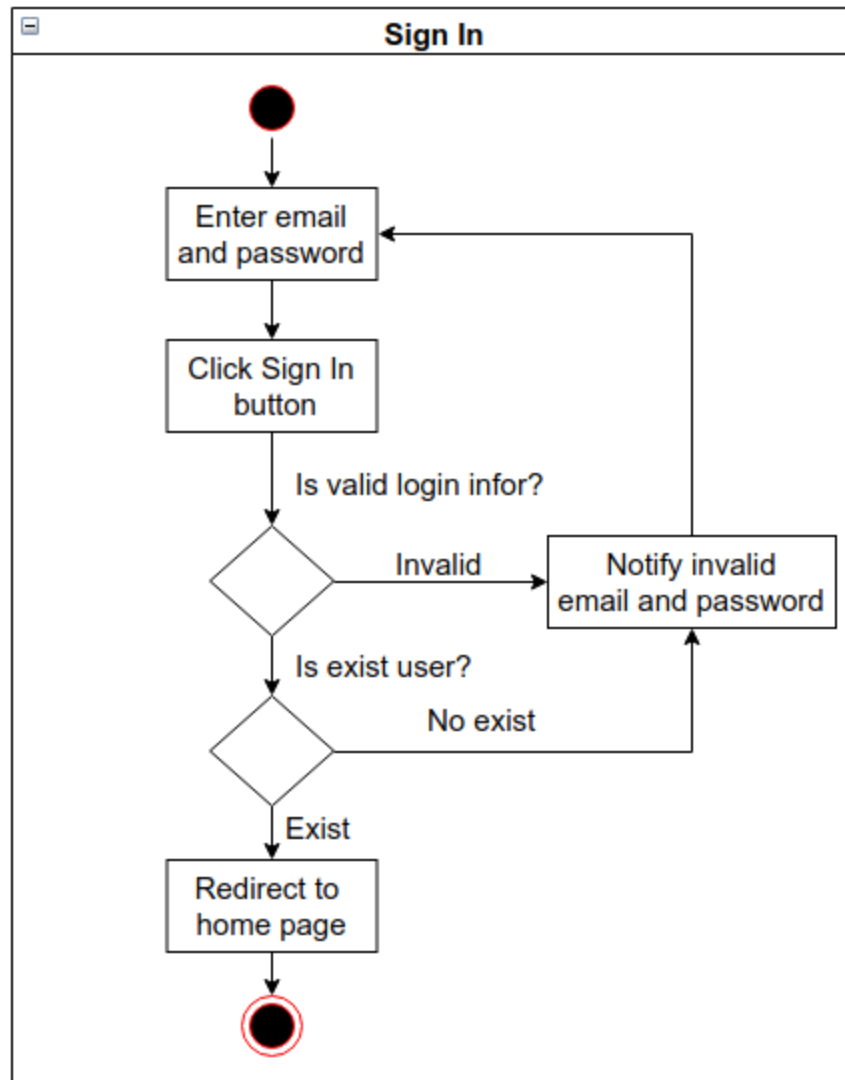 Sign In
Enter email
and password
Click Sign In
button
Is valid login infor?
Invalid
Notify invalid
email and password
Is exist user?
No exist
Exist
Redirect to
home page